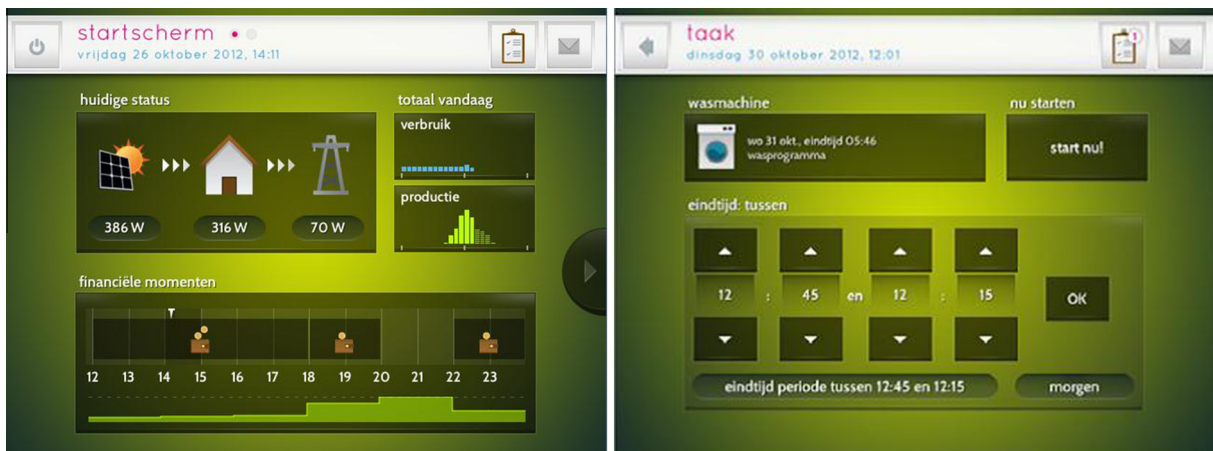 startscherm
vrijdag 26 oktober 2012, 14:11
huidige status
totaal vandaag
verbruik
productie
386 W
316 W
70 W
financiële momenten
12 13 14 15 16 17 18 19 20 21 22 23
taak
dinsdag 30 oktober 2012, 12:01
1
wasmachine
nu starten
wo 31 okt., eindtijd 05:46
wasprogramma
start nu!
eindtijd: tussen
12 : 45 en 12 : 15
OK
eindtijd periode tussen 12:45 en 12:15
morgen